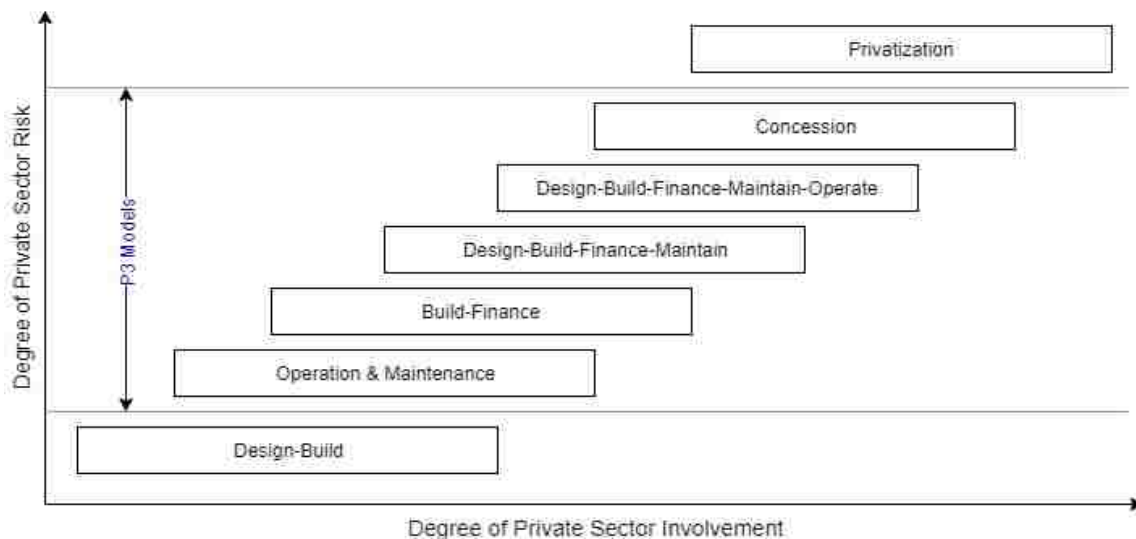 Privatization
Concession
Design-Build-Finance-Maintain-Operate
Design-Build-Finance-Maintain
Build-Finance
Operation & Maintenance
Design-Build
P3 Models
Degree of Private Sector Risk
Degree of Private Sector Involvement